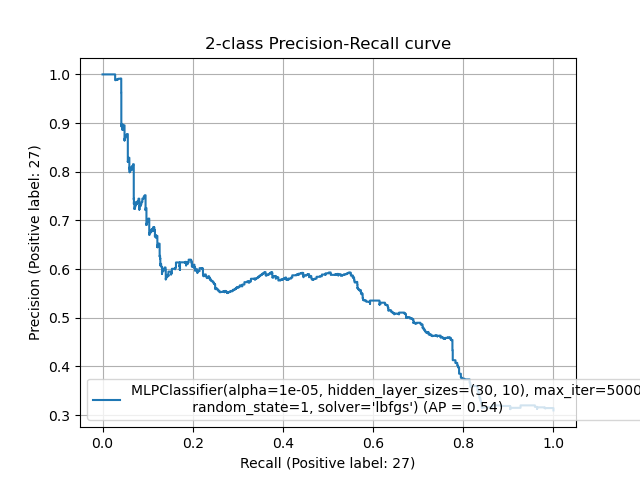 2-class Precision-Recall curve
1.0
0.9
0.8
0.7
0.6
0.5
0.4
0.3
Precision (Positive label: 27)
MLPClassifier(alpha=1e-05, hidden_layer_sizes=(30, 10), max_iter=5000
random_state=1, solver='lbfgs') (AP = 0.54)
0.0 0.2 0.4 0.6 0.8 1.0
Recall (Positive label: 27)